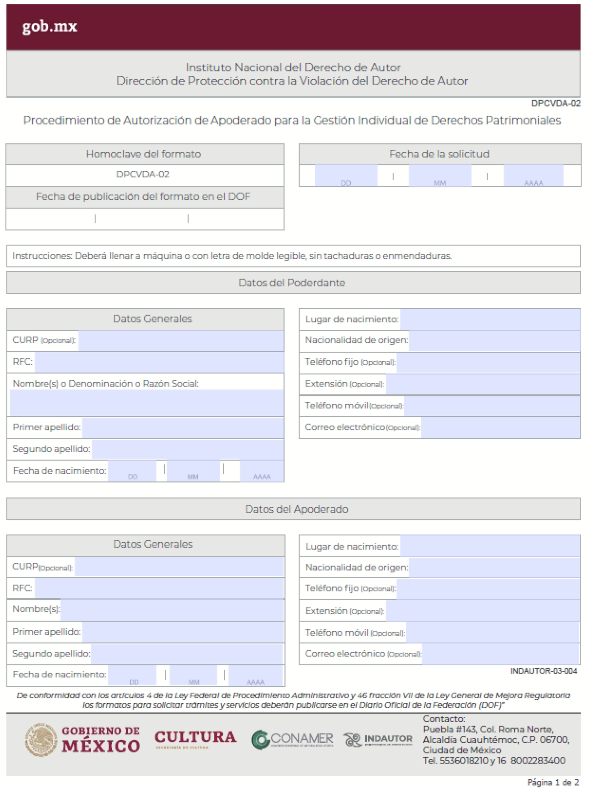 gob.mx
Instituto Nacional del Derecho de Autor
Dirección de Protección contra la Violación del Derecho de Autor
DPCVDA-02
Procedimiento de Autorización de Apoderado para la Gestión Individual de Derechos Patrimoniales
Homoclave del formato
DPCVDA-02
Fecha de publicación del formato en el DOF
| |
Fecha de la solicitud
DD | MM | AAAA
Instrucciones: Deberá llenar a máquina o con letra de molde legible, sin tachaduras o enmendaduras.
Datos del Poderdante
Datos Generales
CURP (Opcional):
RFC:
Nombre(s) o Denominación o Razón Social:
Primer apellido:
Segundo apellido:
Fecha de nacimiento: DD | MM | AAAA
Lugar de nacimiento:
Nacionalidad de origen:
Teléfono fijo (Opcional):
Extensión (Opcional):
Teléfono móvil(Opcional):
Correo electrónico(Opcional):
Datos del Apoderado
Datos Generales
CURP(Opcional):
RFC:
Nombre(s):
Primer apellido:
Segundo apellido:
Fecha de nacimiento: DD | MM | AAAA
Lugar de nacimiento:
Nacionalidad de origen:
Teléfono fijo (Opcional):
Extensión (Opcional):
Teléfono móvil (Opcional):
Correo electrónico (Opcional):
INDAUTOR-03-004
De conformidad con los artículos 4 de la Ley Federal de Procedimiento Administrativo y 46 fracción VII de la Ley General de Mejora Regulatoria
los formatos para solicitar trámites y servicios deberán publicarse en el Diario Oficial de la Federación (DOF)"
GOBIERNO DE
MÉXICO
CULTURA
SECRETARÍA DE CULTURA
CONAMER
INDAUTOR
Contacto:
Puebla #143, Col. Roma Norte,
Alcaldía Cuauhtémoc, C.P. 06700,
Ciudad de México
Tel. 5536018210 y 16 8002283400
Página 1 de 2